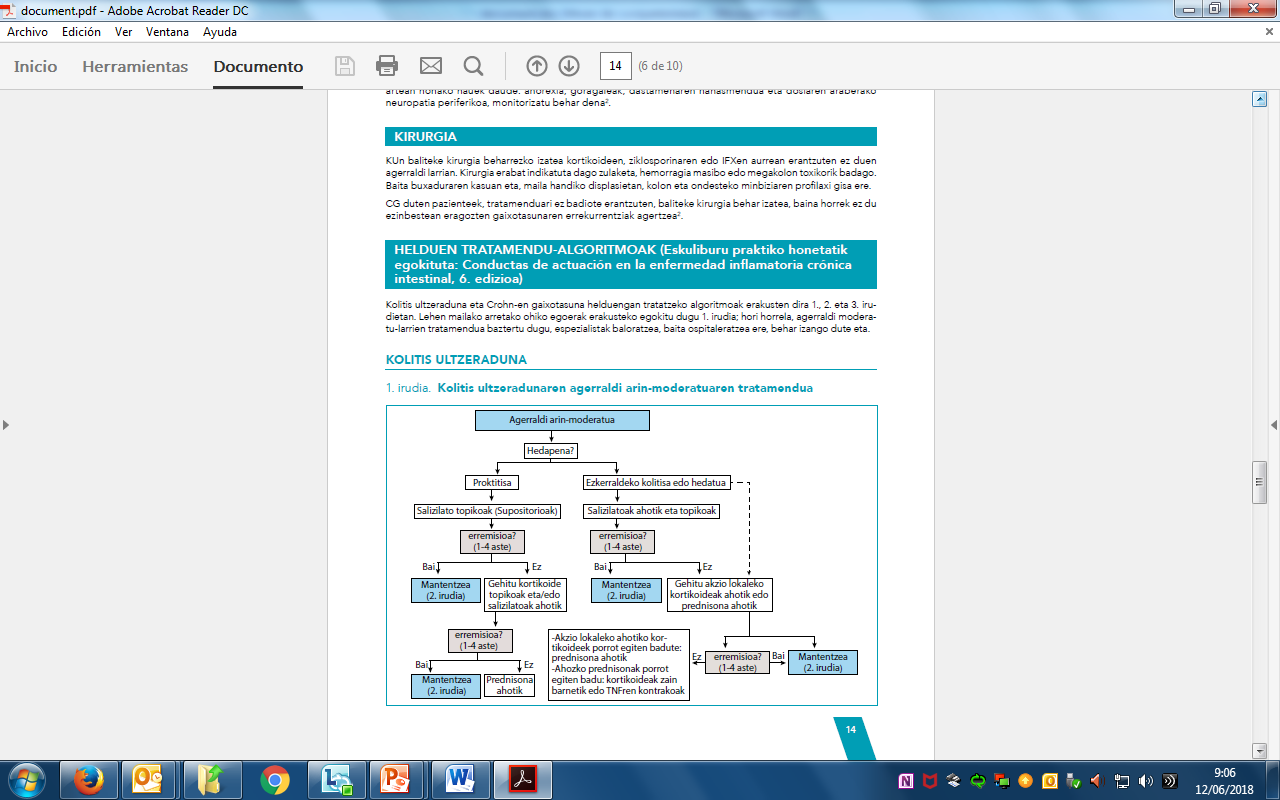 document.pdf - Adobe Acrobat Reader DC
Archivo Edición Ver Ventana Ayuda
Inicio Herramientas Documento 14 (6 de 10)
artean honako hauek daude: anorexia, goragaleak, dastamenaren nahasmendua eta dosiaren araberako
neuropatia periferikoa, monitorizatu behar dena².
KIRURGIA
KUn baliteke kirurgia beharrezko izatea kortikoideen, ziklosporinaren edo IFXen aurrean erantzuten ez duen
agerraldi larrian. Kirurgia erabat indikatuta dago zulaketa, hemorragia masibo edo megakolon toxikorik badago.
Baita buxaduraren kasuan eta, maila handiko displasietan, kolon eta ondesteko minbiziaren profilaxi gisa ere.
CG duten pazienteek, tratamenduari ez badiote erantzuten, baliteke kirurgia behar izatea, baina horrek ez du
ezinbestean eragozten gaixotasunaren errekurrentziak agertzea².
HELDUEN TRATAMENDU-ALGORITMOAK (Eskuliburu praktiko honetatik
egokituta: Conductas de actuación en la enfermedad inflamatoria crónica
intestinal, 6. edizioa)
Kolitis ultzeraduna eta Crohn-en gaixotasuna helduengan tratatzeko algoritmoak erakusten dira 1., 2. eta 3. iru-
dietan. Lehen mailako arretako ohiko egoerak erakusteko egokitu dugu 1. irudia; hori horrela, agerraldi modera-
tu-larrien tratamendua baztertu dugu, espezialistak baloratzea, baita ospitaleratzea ere, behar izango dute eta.
KOLITIS ULTZERADUNA
1. irudia. Kolitis ultzeradunaren agerraldi arin-moderatuaren tratamendua
Agerraldi arin-moderatua
Hedapena?
Proktitisa
Ezkerraldeko kolitisa edo hedatua
Salizilato topikoak (Supositorioak)
Salizilatoak ahotik eta topikoak
erremisioa?
(1-4 aste)
erremisioa?
(1-4 aste)
Bai Ez
Bai Ez
Mantentzea
(2. irudia)
Gehitu kortikoide
topikoak eta/edo
salizilatoak ahotik
Mantentzea
(2. irudia)
Gehitu akzio lokaleko
kortikoideak ahotik edo
prednisona ahotik
erremisioa?
(1-4 aste)
Bai Ez
Mantentzea
(2. irudia)
Prednisona
ahotik
-Akzio lokaleko ahotiko kor-
tikoideek porrot egiten badute:
prednisona ahotik
-Ahozko prednisonak porrot
egiten badu: kortikoideak zain
barnetik edo TNFren kontrakoak
Ez
erremisioa?
(1-4 aste)
Bai
Mantentzea
(2. irudia)
14
9:06
12/06/2018